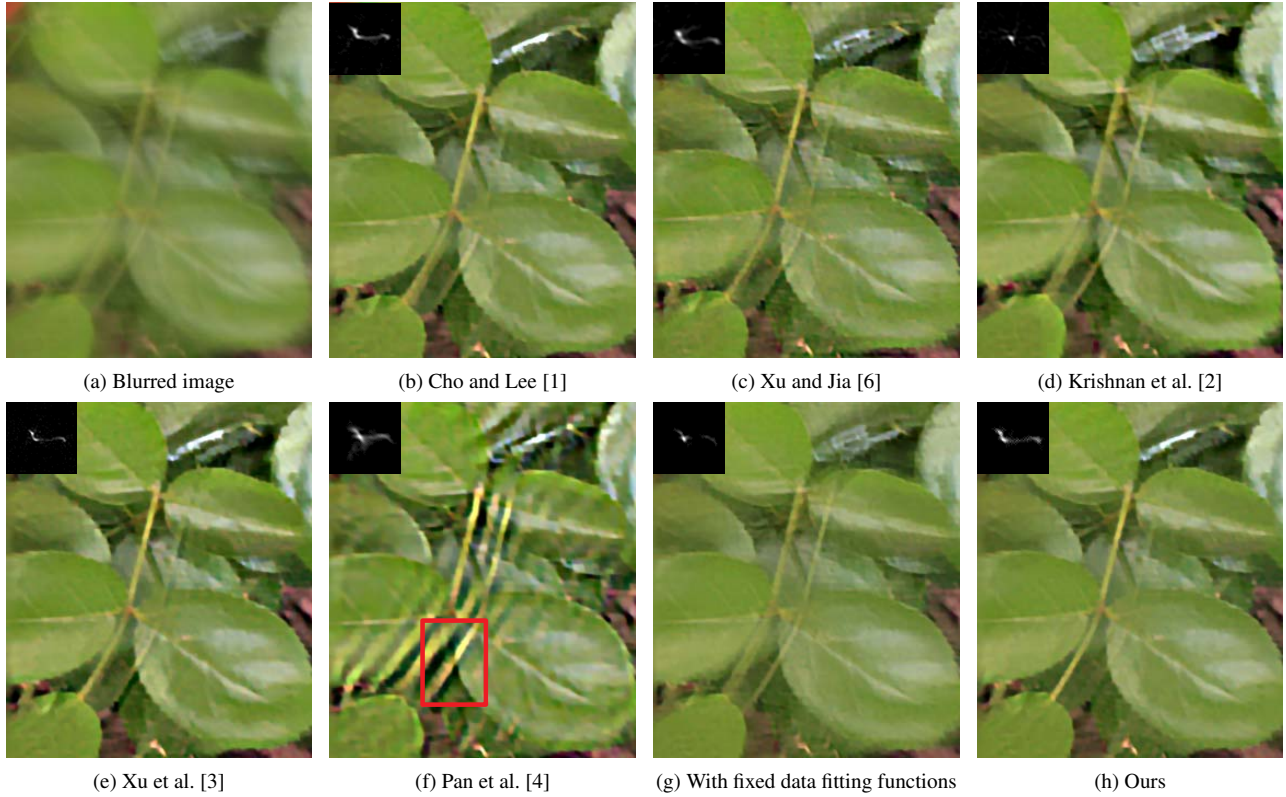 (a) Blurred image
(b) Cho and Lee [1]
(c) Xu and Jia [6]
(d) Krishnan et al. [2]
(e) Xu et al. [3]
(f) Pan et al. [4]
(g) With fixed data fitting functions
(h) Ours